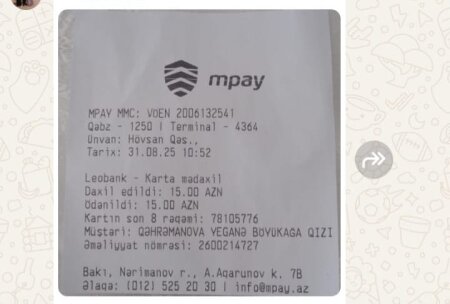 mpay
MPAY MMC: VÖEN 2006132541
Qəbz - 1250 | Terminal - 4364
Ünvan: Hövsan Qəs.,
Tarix: 31.08.25 10:52
Leobank - Karta mədaxil
Daxil edildi: 15.00 AZN
Ödənildi: 15.00 AZN
Kartın son 8 rəqəmi: 78105776
Müştəri: QƏHRƏMANOVA YEGANƏ BÖYÜKAGA QIZI
Əməliyyat nömrəsi: 2600214727
Bakı, Nərimanov r., A.Aqarunov k. 7B
Əlaqə: (012) 525 20 30 | info@mpay.az